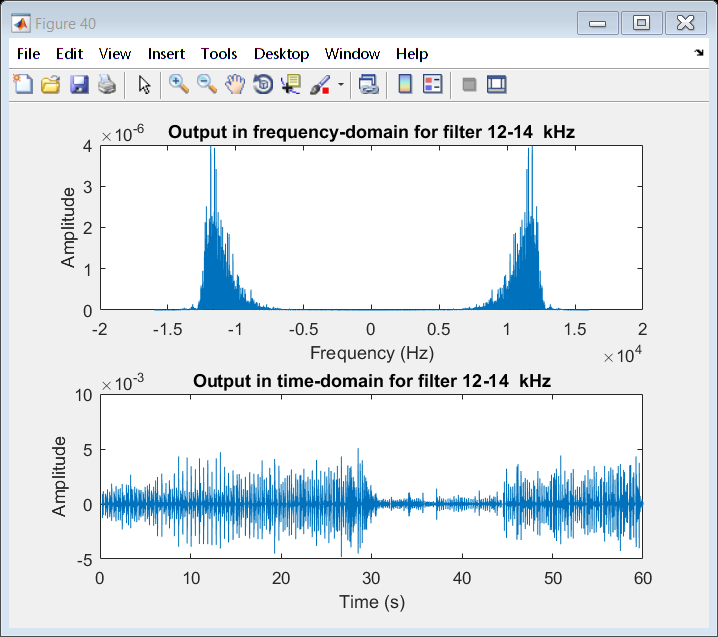 Figure 40
File Edit View Insert Tools Desktop Window Help
×10-6
Output in frequency-domain for filter 12-14 kHz
4
3
2
1
0
Amplitude
-2 -1.5 -1 -0.5 0 0.5 1 1.5 2
Frequency (Hz)
×10 4
×10-3
Output in time-domain for filter 12-14 kHz
10
5
0
-5
Amplitude
0 10 20 30 40 50 60
Time (s)